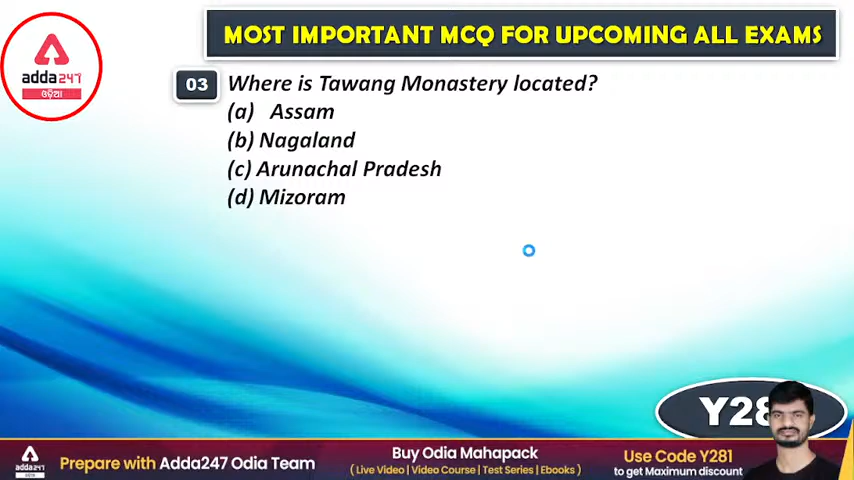 MOST IMPORTANT MCQ FOR UPCOMING ALL EXAMS
adda247
ଓଡ଼ିଆ
03 Where is Tawang Monastery located?
(a) Assam
(b) Nagaland
(c) Arunachal Pradesh
(d) Mizoram
Y28
adda247
Prepare with Adda247 Odia Team
Buy Odia Mahapack
( Live Video | Video Course | Test Series | Ebooks )
Use Code Y281
to get Maximum discount